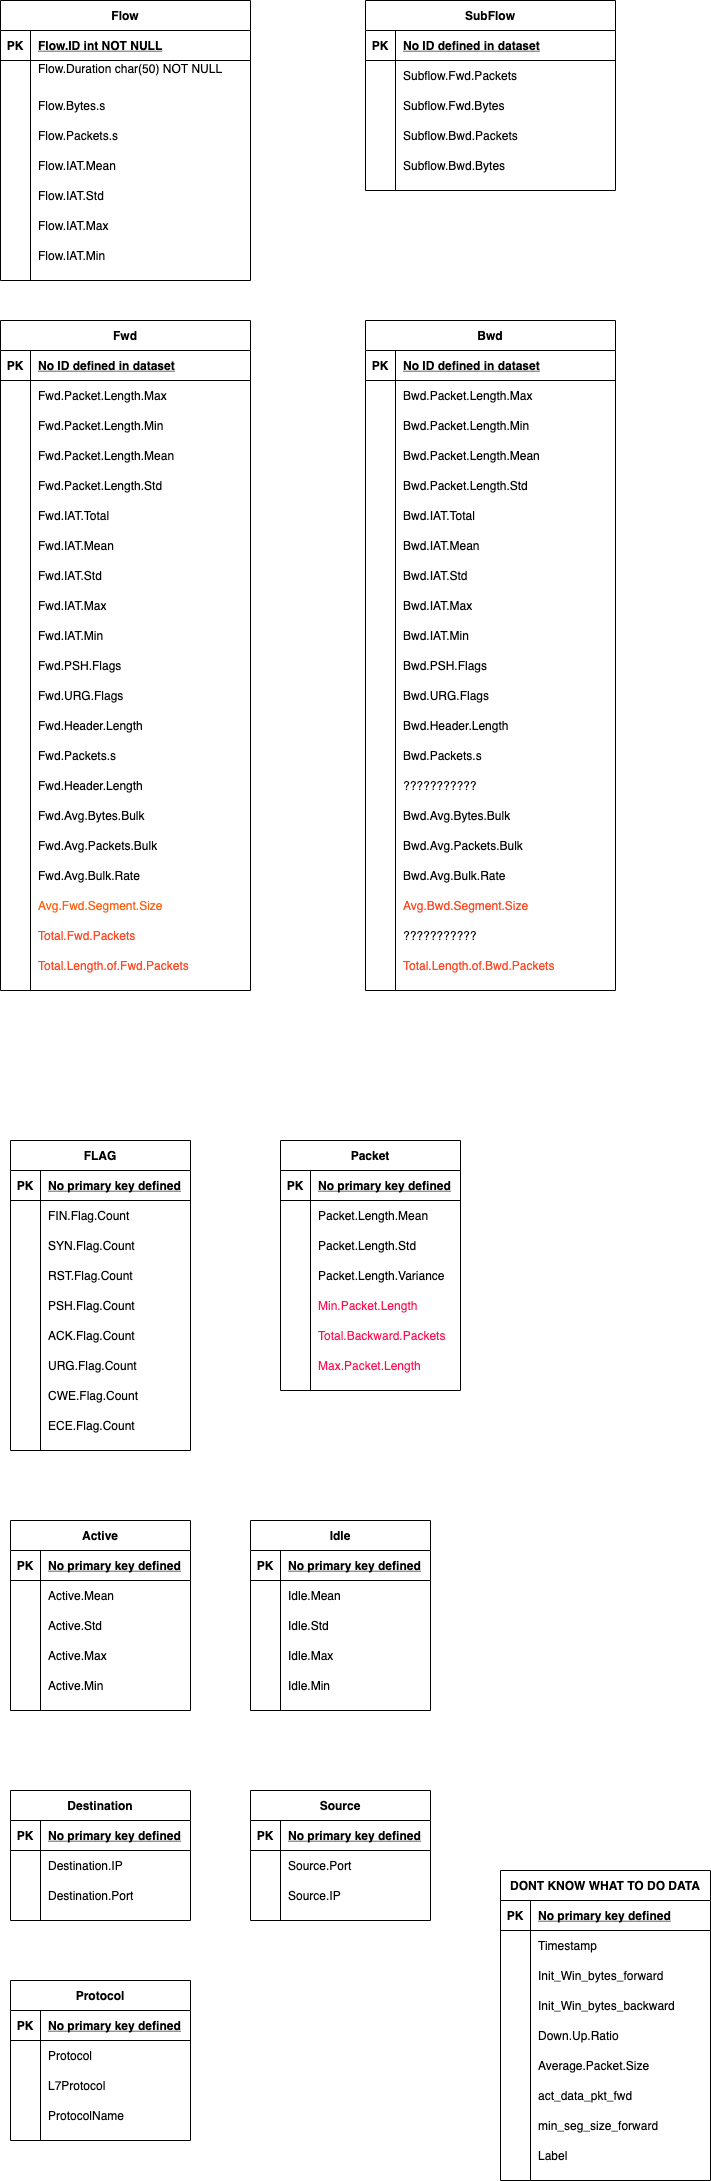 Flow
PK Flow.ID int NOT NULL
Flow.Duration char(50) NOT NULL
Flow.Bytes.s
Flow.Packets.s
Flow.IAT.Mean
Flow.IAT.Std
Flow.IAT.Max
Flow.IAT.Min
SubFlow
PK No ID defined in dataset
Subflow.Fwd.Packets
Subflow.Fwd.Bytes
Subflow.Bwd.Packets
Subflow.Bwd.Bytes
Fwd
PK No ID defined in dataset
Fwd.Packet.Length.Max
Fwd.Packet.Length.Min
Fwd.Packet.Length.Mean
Fwd.Packet.Length.Std
Fwd.IAT.Total
Fwd.IAT.Mean
Fwd.IAT.Std
Fwd.IAT.Max
Fwd.IAT.Min
Fwd.PSH.Flags
Fwd.URG.Flags
Fwd.Header.Length
Fwd.Packets.s
Fwd.Header.Length
Fwd.Avg.Bytes.Bulk
Fwd.Avg.Packets.Bulk
Fwd.Avg.Bulk.Rate
Avg.Fwd.Segment.Size
Total.Fwd.Packets
Total.Length.of.Fwd.Packets
Bwd
PK No ID defined in dataset
Bwd.Packet.Length.Max
Bwd.Packet.Length.Min
Bwd.Packet.Length.Mean
Bwd.Packet.Length.Std
Bwd.IAT.Total
Bwd.IAT.Mean
Bwd.IAT.Std
Bwd.IAT.Max
Bwd.IAT.Min
Bwd.PSH.Flags
Bwd.URG.Flags
Bwd.Header.Length
Bwd.Packets.s
???????????
Bwd.Avg.Bytes.Bulk
Bwd.Avg.Packets.Bulk
Bwd.Avg.Bulk.Rate
Avg.Bwd.Segment.Size
???????????
Total.Length.of.Bwd.Packets
FLAG
PK No primary key defined
FIN.Flag.Count
SYN.Flag.Count
RST.Flag.Count
PSH.Flag.Count
ACK.Flag.Count
URG.Flag.Count
CWE.Flag.Count
ECE.Flag.Count
Packet
PK No primary key defined
Packet.Length.Mean
Packet.Length.Std
Packet.Length.Variance
Min.Packet.Length
Total.Backward.Packets
Max.Packet.Length
Active
PK No primary key defined
Active.Mean
Active.Std
Active.Max
Active.Min
Idle
PK No primary key defined
Idle.Mean
Idle.Std
Idle.Max
Idle.Min
Destination
PK No primary key defined
Destination.IP
Destination.Port
Source
PK No primary key defined
Source.Port
Source.IP
DONT KNOW WHAT TO DO DATA
PK No primary key defined
Timestamp
Init_Win_bytes_forward
Init_Win_bytes_backward
Down.Up.Ratio
Average.Packet.Size
act_data_pkt_fwd
min_seg_size_forward
Label
Protocol
PK No primary key defined
Protocol
L7Protocol
ProtocolName